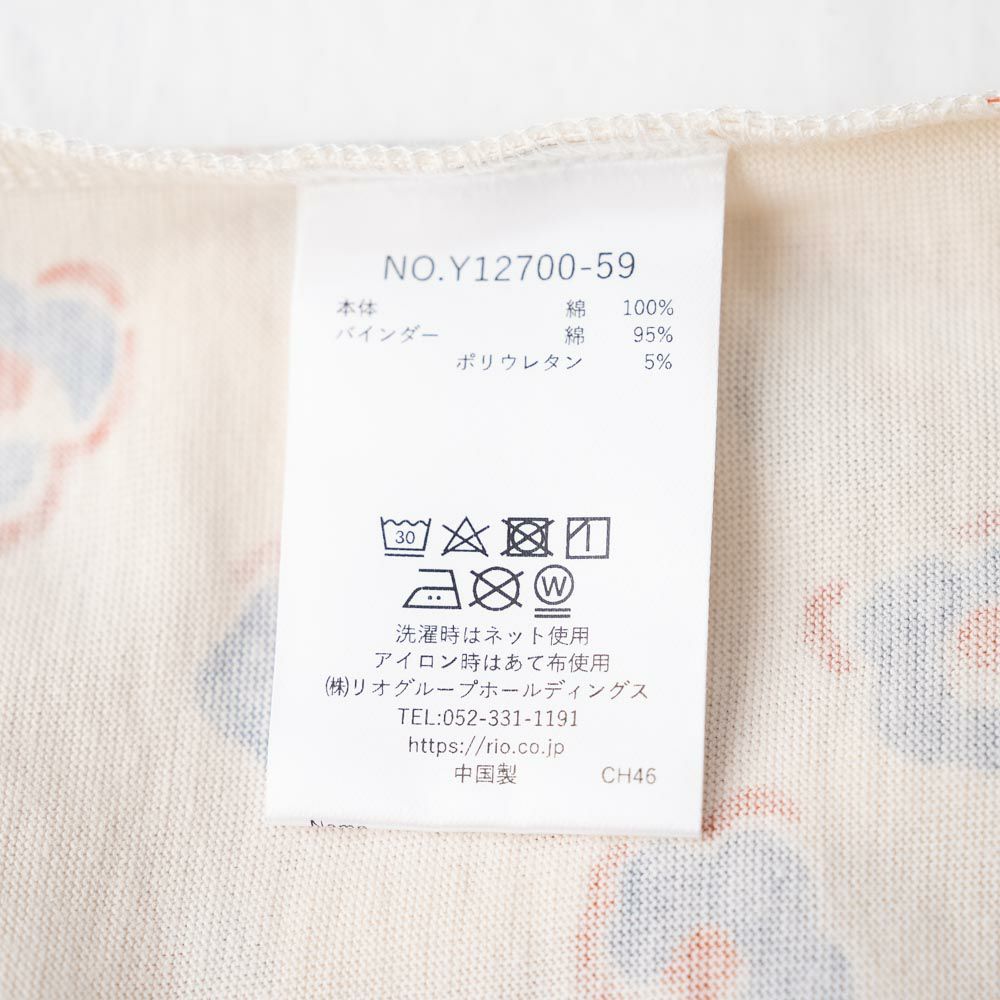 NO.Y12700-59
本体 綿 100%
バインダー 綿 95%
ポリウレタン 5%
30
W
洗濯時はネット使用
アイロン時はあて布使用
㈱リオグループホールディングス
TEL:052-331-1191
https://rio.co.jp
中国製 CH46